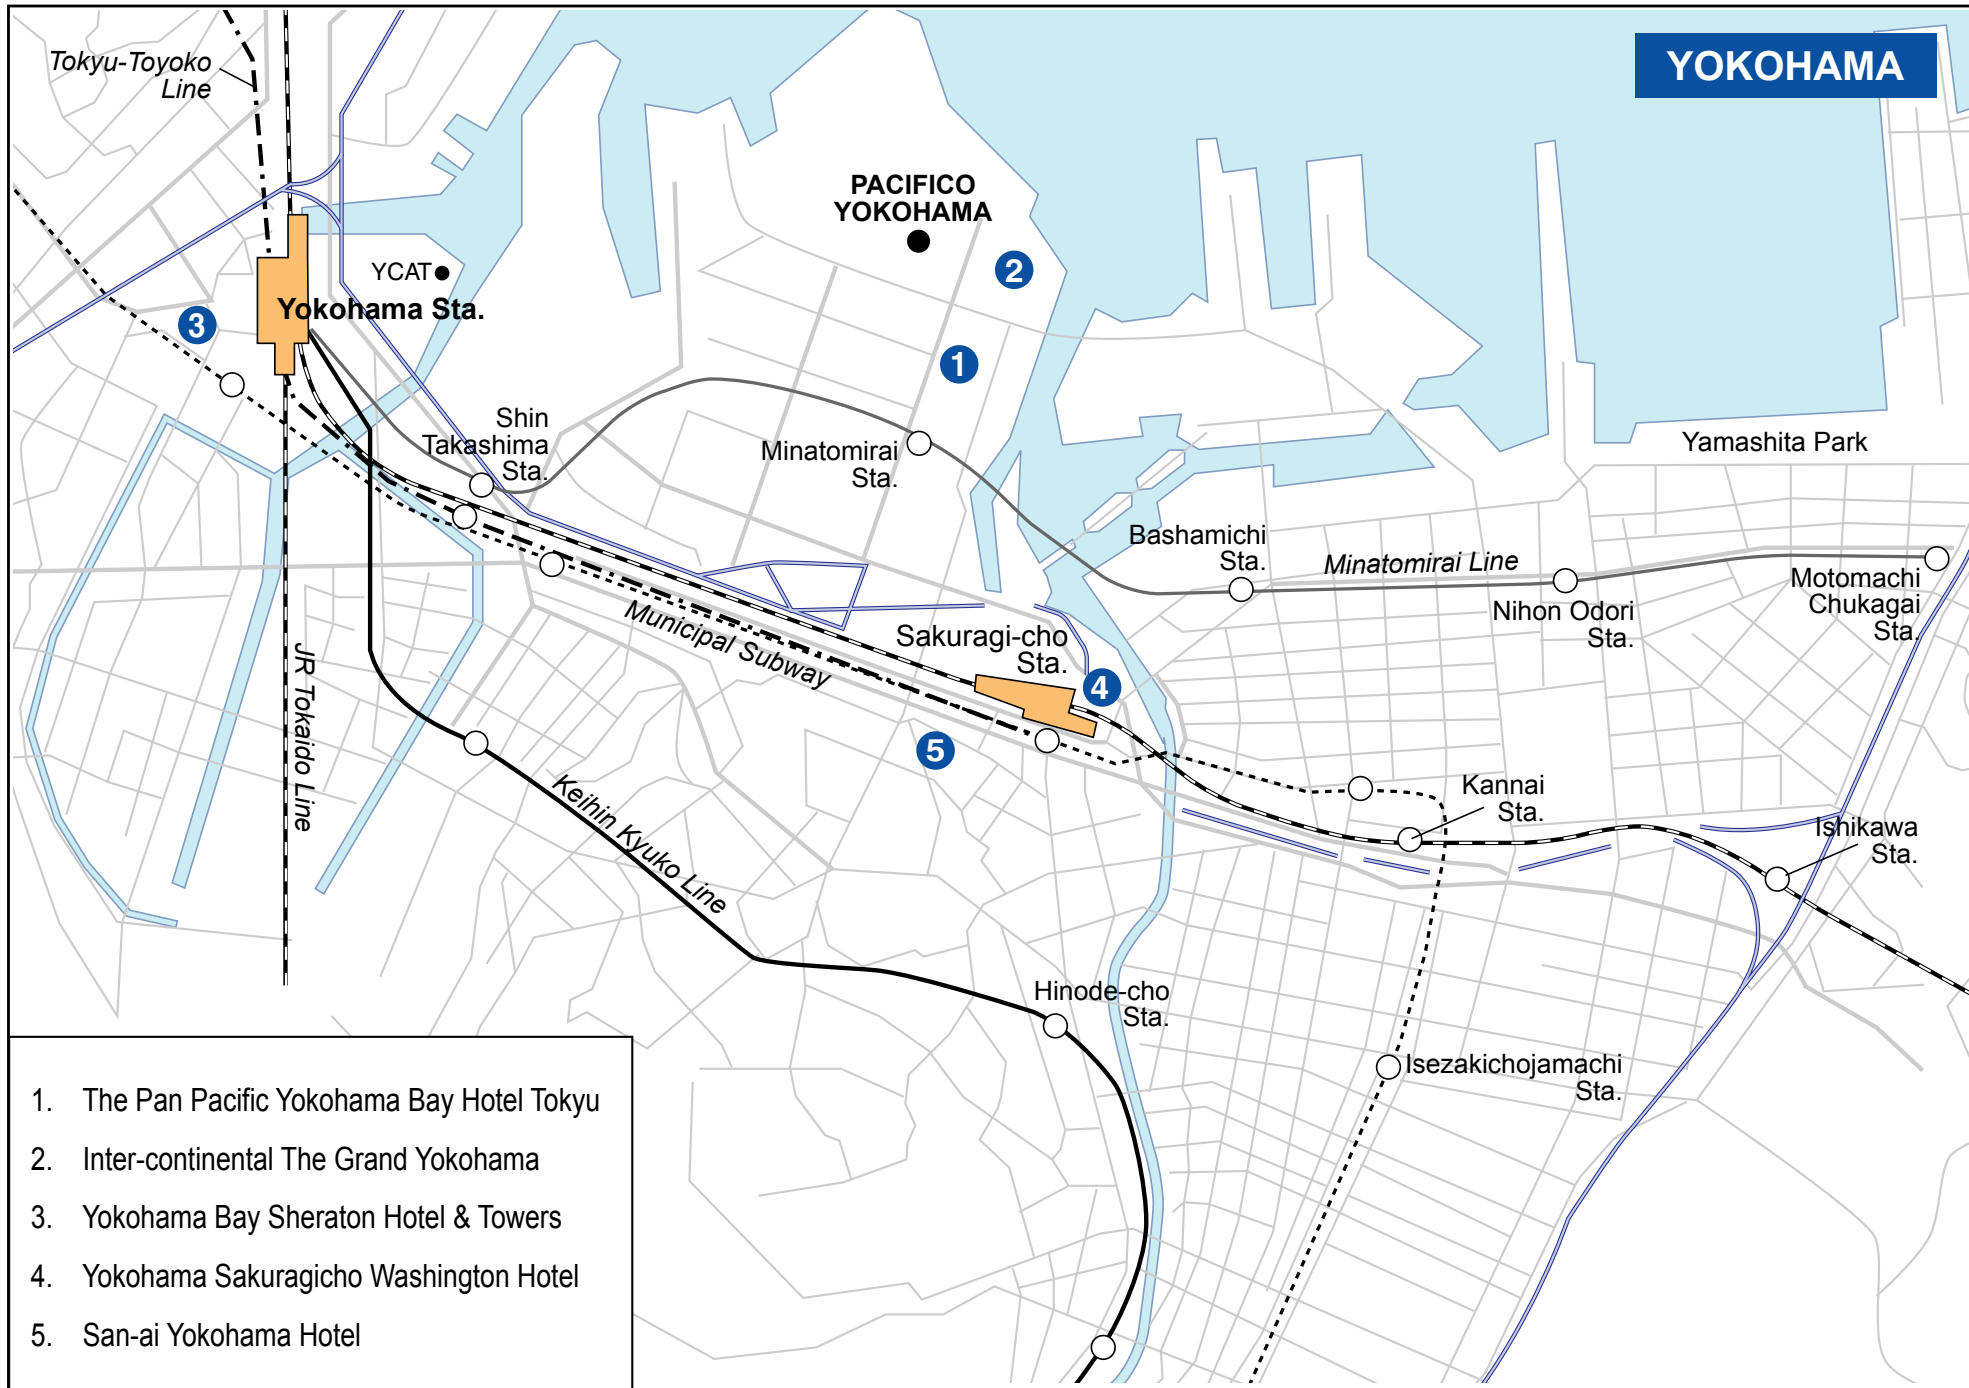 YOKOHAMA
Tokyu-Toyoko
Line
PACIFICO
YOKOHAMA
2
YCAT
Yokohama Sta.
3
1
Shin
Takashima
Sta.
Minatomirai
Sta.
Yamashita Park
Bashamichi
Sta.
Minatomirai Line
Nihon Odori
Sta.
Motomachi
Chukagai
Sta.
Municipal Subway
Sakuragi-cho
Sta.
4
5
JR Tokaido Line
Keihin Kyuko Line
Kannai
Sta.
Ishikawa
Sta.
Hinode-cho
Sta.
Isezakichojamachi
Sta.
1. The Pan Pacific Yokohama Bay Hotel Tokyu
2. Inter-continental The Grand Yokohama
3. Yokohama Bay Sheraton Hotel & Towers
4. Yokohama Sakuragicho Washington Hotel
5. San-ai Yokohama Hotel